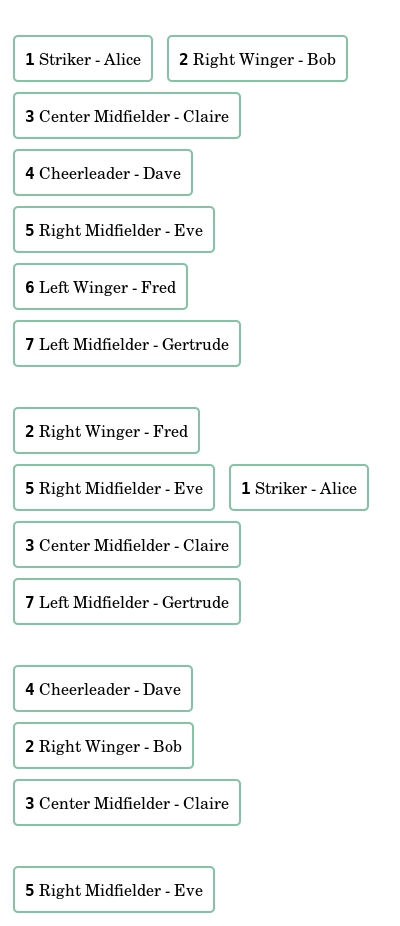 1 Striker - Alice 2 Right Winger - Bob
3 Center Midfielder - Claire
4 Cheerleader - Dave
5 Right Midfielder - Eve
6 Left Winger - Fred
7 Left Midfielder - Gertrude
2 Right Winger - Fred
5 Right Midfielder - Eve 1 Striker - Alice
3 Center Midfielder - Claire
7 Left Midfielder - Gertrude
4 Cheerleader - Dave
2 Right Winger - Bob
3 Center Midfielder - Claire
5 Right Midfielder - Eve